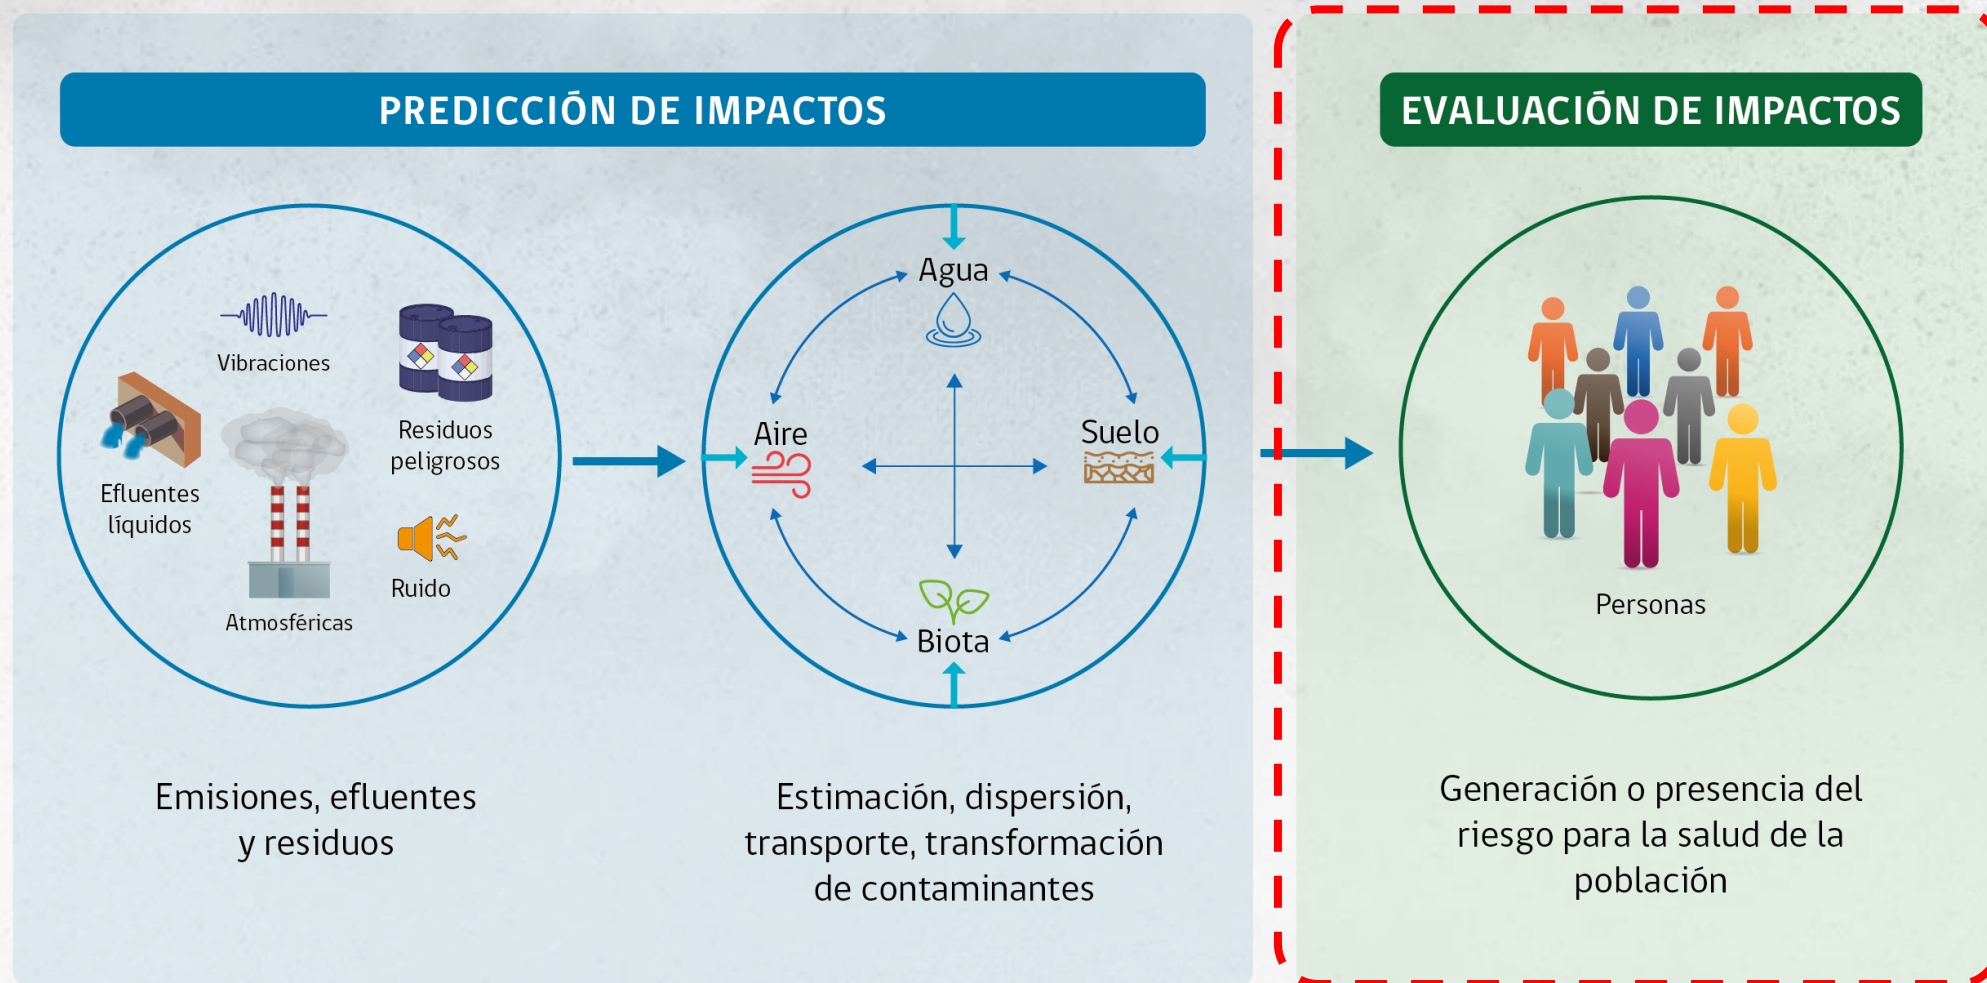 PREDICCIÓN DE IMPACTOS
Vibraciones
Residuos
peligrosos
Efluentes
líquidos
Ruido
Atmosféricas
Emisiones, efluentes
y residuos
Agua
Aire
Suelo
Biota
Estimación, dispersión,
transporte, transformación
de contaminantes
EVALUACIÓN DE IMPACTOS
Personas
Generación o presencia del
riesgo para la salud de la
población